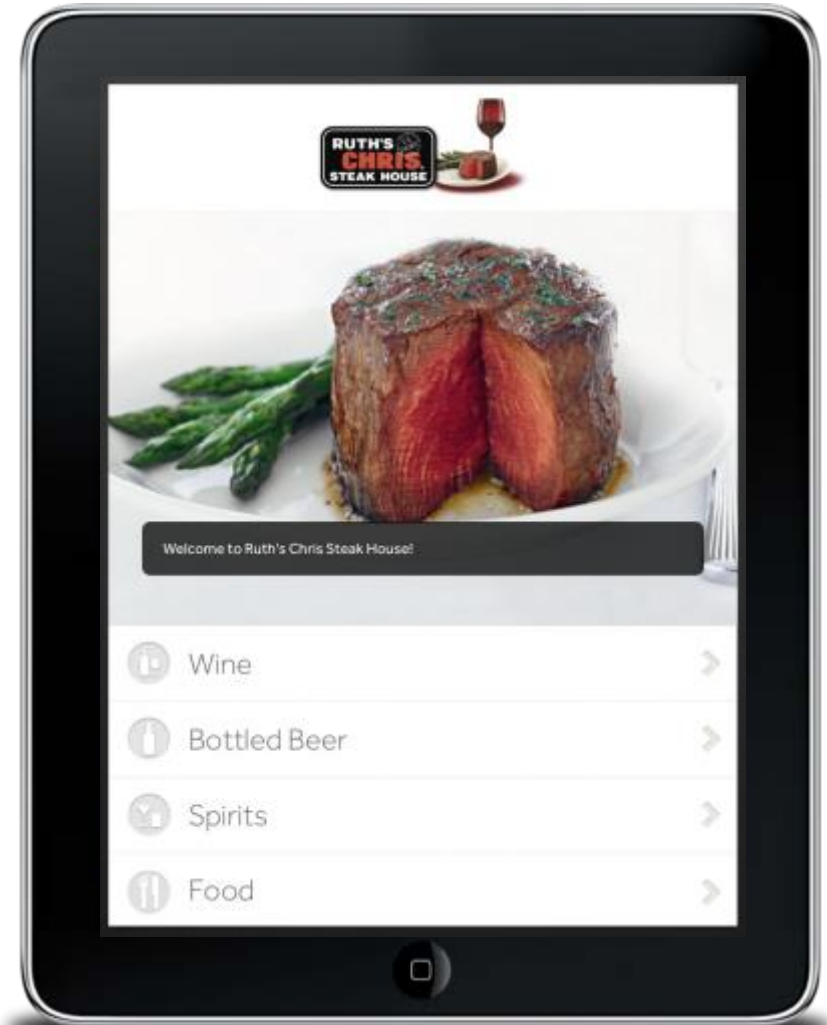 RUTH'S
CHRIS
STEAK HOUSE
Welcome to Ruth's Chris Steak House!
Wine
Bottled Beer
Spirits
Food